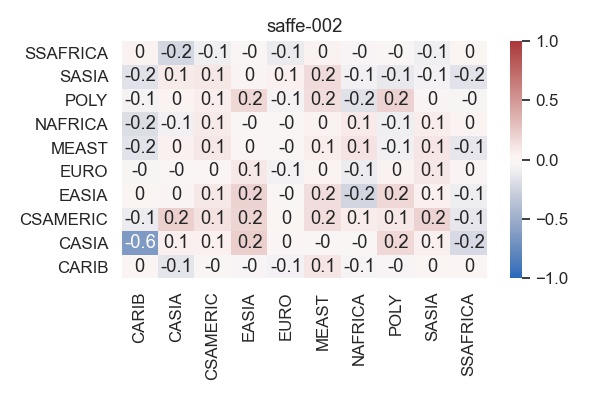 saffe-002
SSAFRICA 0 -0.2 -0.1 -0 -0.1 0 -0 -0 -0.1 0
SASIA -0.2 0.1 0.1 0 0.1 0.2 -0.1 -0.1 -0.1 -0.2
POLY -0.1 0 0.1 0.2 -0.1 0.2 -0.2 0.2 0 -0
NAFRICA -0.2 -0.1 0.1 -0 -0 0 0.1 -0.1 0.1 0
MEAST -0.2 0 0.1 0 -0 0.1 0.1 -0.1 0.1 -0.1
EURO -0 -0 0 0.1 -0.1 0 -0.1 0 0.1 0
EASIA 0 0 0.1 0.2 -0 0.2 -0.2 0.2 0.1 -0.1
CSAMERIC -0.1 0.2 0.1 0.2 0 0.2 0.1 0.1 0.2 -0.1
CASIA -0.6 0.1 0.1 0.2 0 -0 -0 0.2 0.1 -0.2
CARIB 0 -0.1 -0 -0 -0.1 0.1 -0.1 -0 0 0
CARIB CASIA CSAMERIC EASIA EURO MEAST NAFRICA POLY SASIA SSAFRICA
1.0
0.5
0.0
−0.5
−1.0